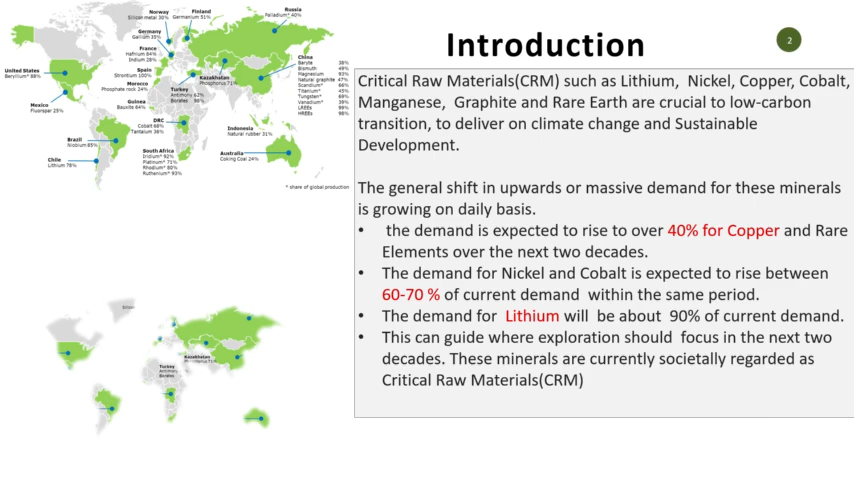 Introduction
2
Norway
Silicon metal 30%
Finland
Germanium 51%
Russia
Palladium* 40%
Germany
Gallium 35%
France
Hafnium 84%
Indium 28%
Spain
Strontium 100%
Morocco
Phosphate rock 24%
Guinea
Bauxite 64%
United States
Beryllium* 88%
Mexico
Fluorspar 25%
Brazil
Niobium 85%
Chile
Lithium 78%
Kazakhstan
Phosphorus 71%
Turkey
Antimony 62%
Borates 98%
DRC
Cobalt 68%
Tantalum 36%
South Africa
Iridium* 92%
Platinum* 71%
Rhodium* 80%
Ruthenium* 93%
Indonesia
Natural rubber 31%
Australia
Coking Coal 24%
China
Baryte 38%
Bismuth 49%
Magnesium 93%
Natural graphite 47%
Scandium* 66%
Titanium* 45%
Tungsten* 69%
Vanadium* 39%
LREEs 99%
HREEs 98%
* share of global production
Critical Raw Materials(CRM) such as Lithium, Nickel, Copper, Cobalt,
Manganese, Graphite and Rare Earth are crucial to low-carbon
transition, to deliver on climate change and Sustainable
Development.
The general shift in upwards or massive demand for these minerals
is growing on daily basis.
• the demand is expected to rise to over 40% for Copper and Rare
Elements over the next two decades.
• The demand for Nickel and Cobalt is expected to rise between
60-70 % of current demand within the same period.
• The demand for Lithium will be about 90% of current demand.
• This can guide where exploration should focus in the next two
decades. These minerals are currently societally regarded as
Critical Raw Materials(CRM)
Kazakhstan
Phosphorus 71%
Turkey
Antimony
Borates